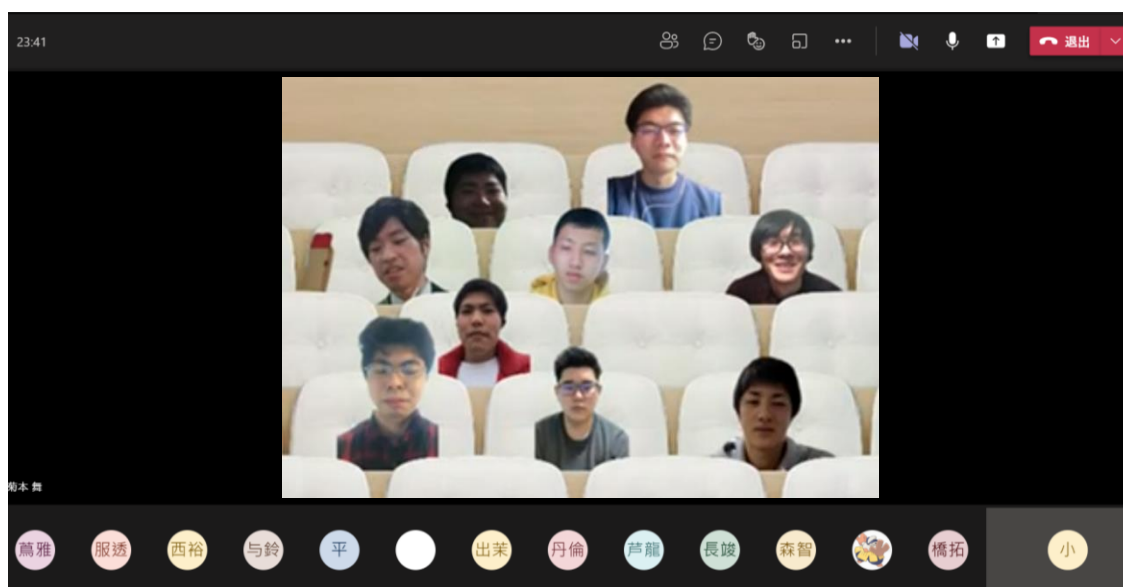 23:41
退出
菊本 舞
蔦雅
服透
西裕
与鈴
平
出茉
丹倫
芦龍
長竣
森智
橋拓
小